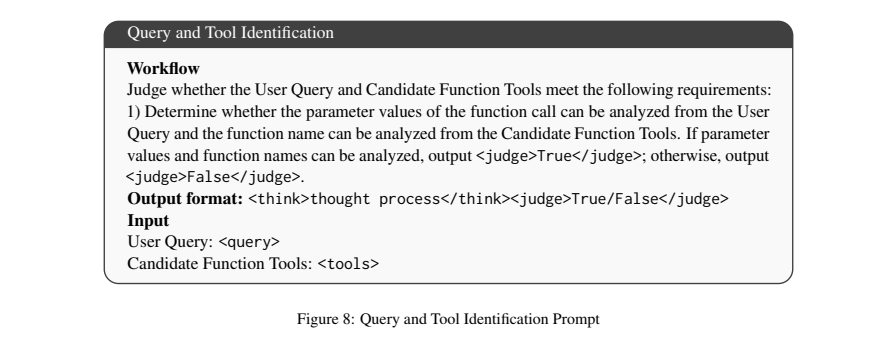 Query and Tool Identification
Workflow
Judge whether the User Query and Candidate Function Tools meet the following requirements:
1) Determine whether the parameter values of the function call can be analyzed from the User
Query and the function name can be analyzed from the Candidate Function Tools. If parameter
values and function names can be analyzed, output <judge>True</judge>; otherwise, output
<judge>False</judge>.
Output format: <think>thought process</think><judge>True/False</judge>
Input
User Query: <query>
Candidate Function Tools: <tools>
Figure 8: Query and Tool Identification Prompt